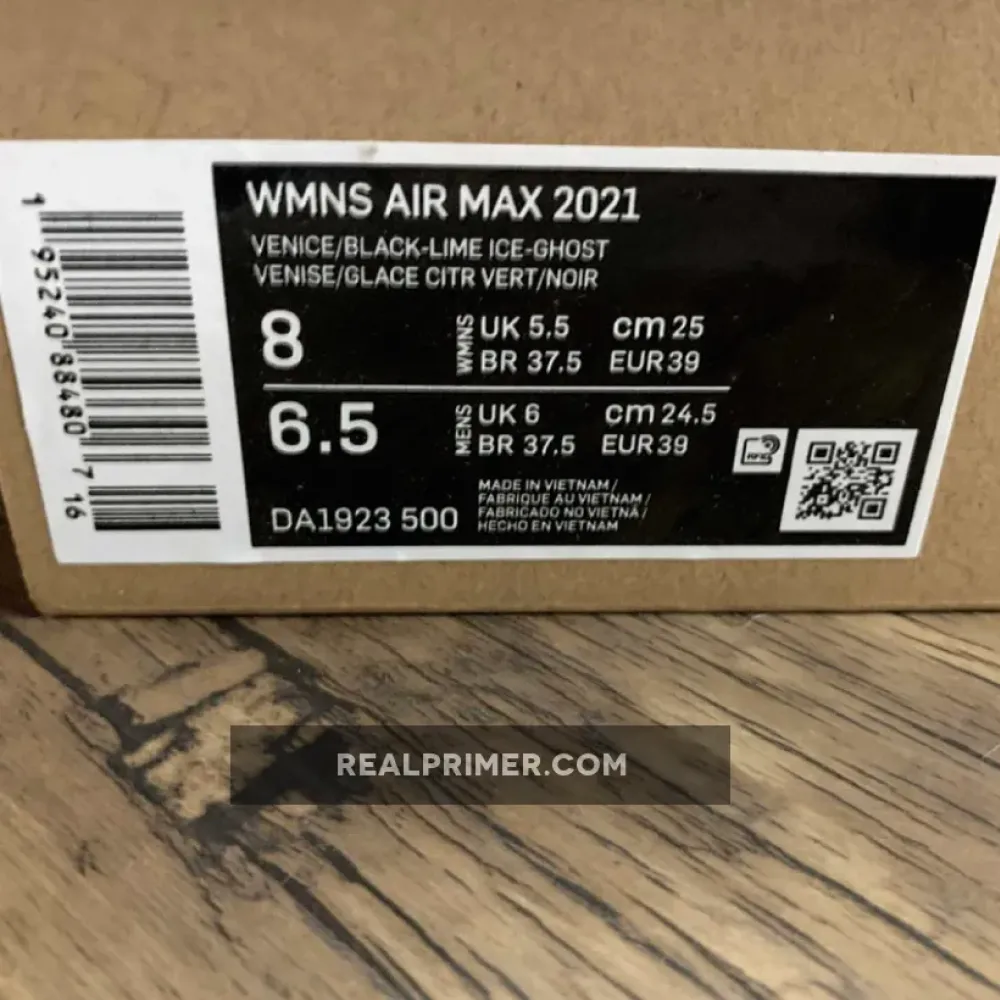 1 95240 88480 7 16
WMNS AIR MAX 2021
VENICE/BLACK-LIME ICE-GHOST
VENISE/GLACE CITR VERT/NOIR
8 WMNS UK 5.5 cm 25
BR 37.5 EUR 39
6.5 MENS UK 6 cm 24.5
BR 37.5 EUR 39
DA1923 500
MADE IN VIETNAM/
FABRIQUE AU VIETNAM/
FABRICADO NO VIETNÃ/
HECHO EN VIETNAM
RFID
REALPRIMER.COM